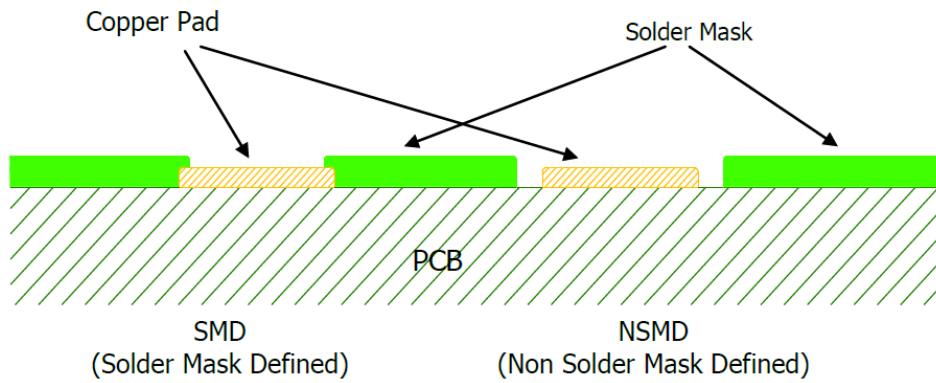 Copper Pad
Solder Mask
PCB
SMD
(Solder Mask Defined)
NSMD
(Non Solder Mask Defined)